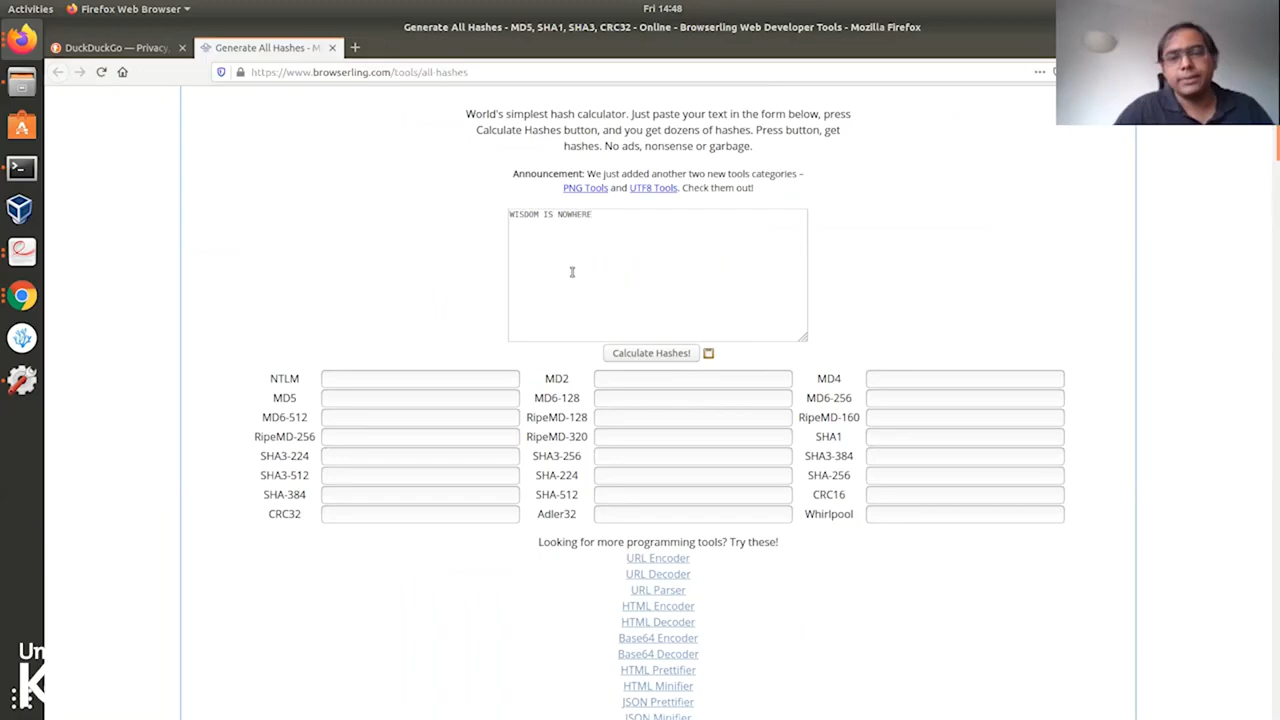 Activities
Firefox Web Browser
Fri 14:48
Generate All Hashes - MD5, SHA1, SHA3, CRC32 - Online - Browserling Web Developer Tools - Mozilla Firefox
DuckDuckGo — Privacy,
Generate All Hashes - M
https://www.browserling.com/tools/all-hashes
World's simplest hash calculator. Just paste your text in the form below, press
Calculate Hashes button, and you get dozens of hashes. Press button, get
hashes. No ads, nonsense or garbage.
Announcement: We just added another two new tools categories –
PNG Tools and UTF8 Tools. Check them out!
WISDOM IS NOWHERE
Calculate Hashes!
NTLM MD2 MD4
MD5 MD6-128 MD6-256
MD6-512 RipeMD-128 RipeMD-160
RipeMD-256 RipeMD-320 SHA1
SHA3-224 SHA3-256 SHA3-384
SHA3-512 SHA-224 SHA-256
SHA-384 SHA-512 CRC16
CRC32 Adler32 Whirlpool
Looking for more programming tools? Try these!
URL Encoder
URL Decoder
URL Parser
HTML Encoder
HTML Decoder
Base64 Encoder
Base64 Decoder
HTML Prettifier
HTML Minifier
JSON Prettifier
JSON Minifier
Un
K